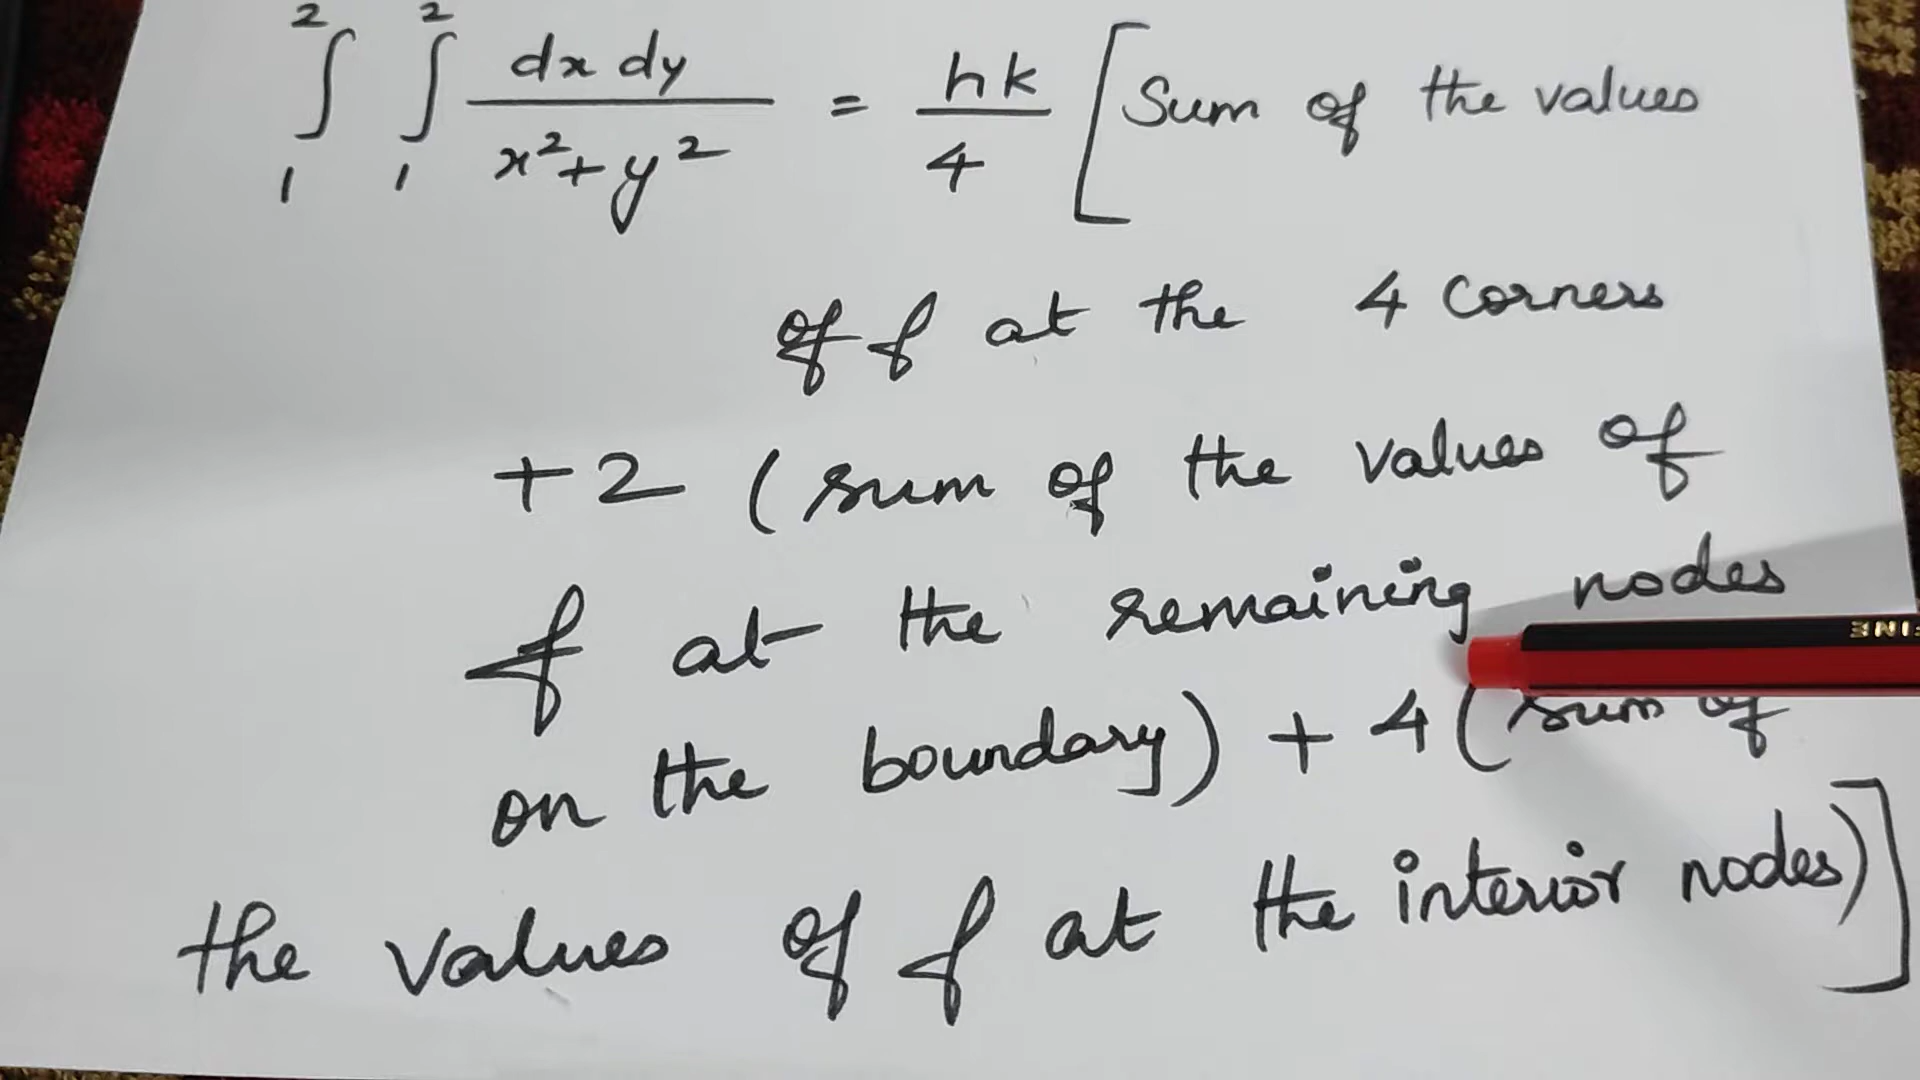 ∫₁² ∫₁² dx dy / x²+y² = hk/4 [Sum of the values
of f at the 4 corners
+2 (sum of the values of
f at the remaining nodes
on the boundary) + 4 (sum of
the values of f at the interior nodes)]